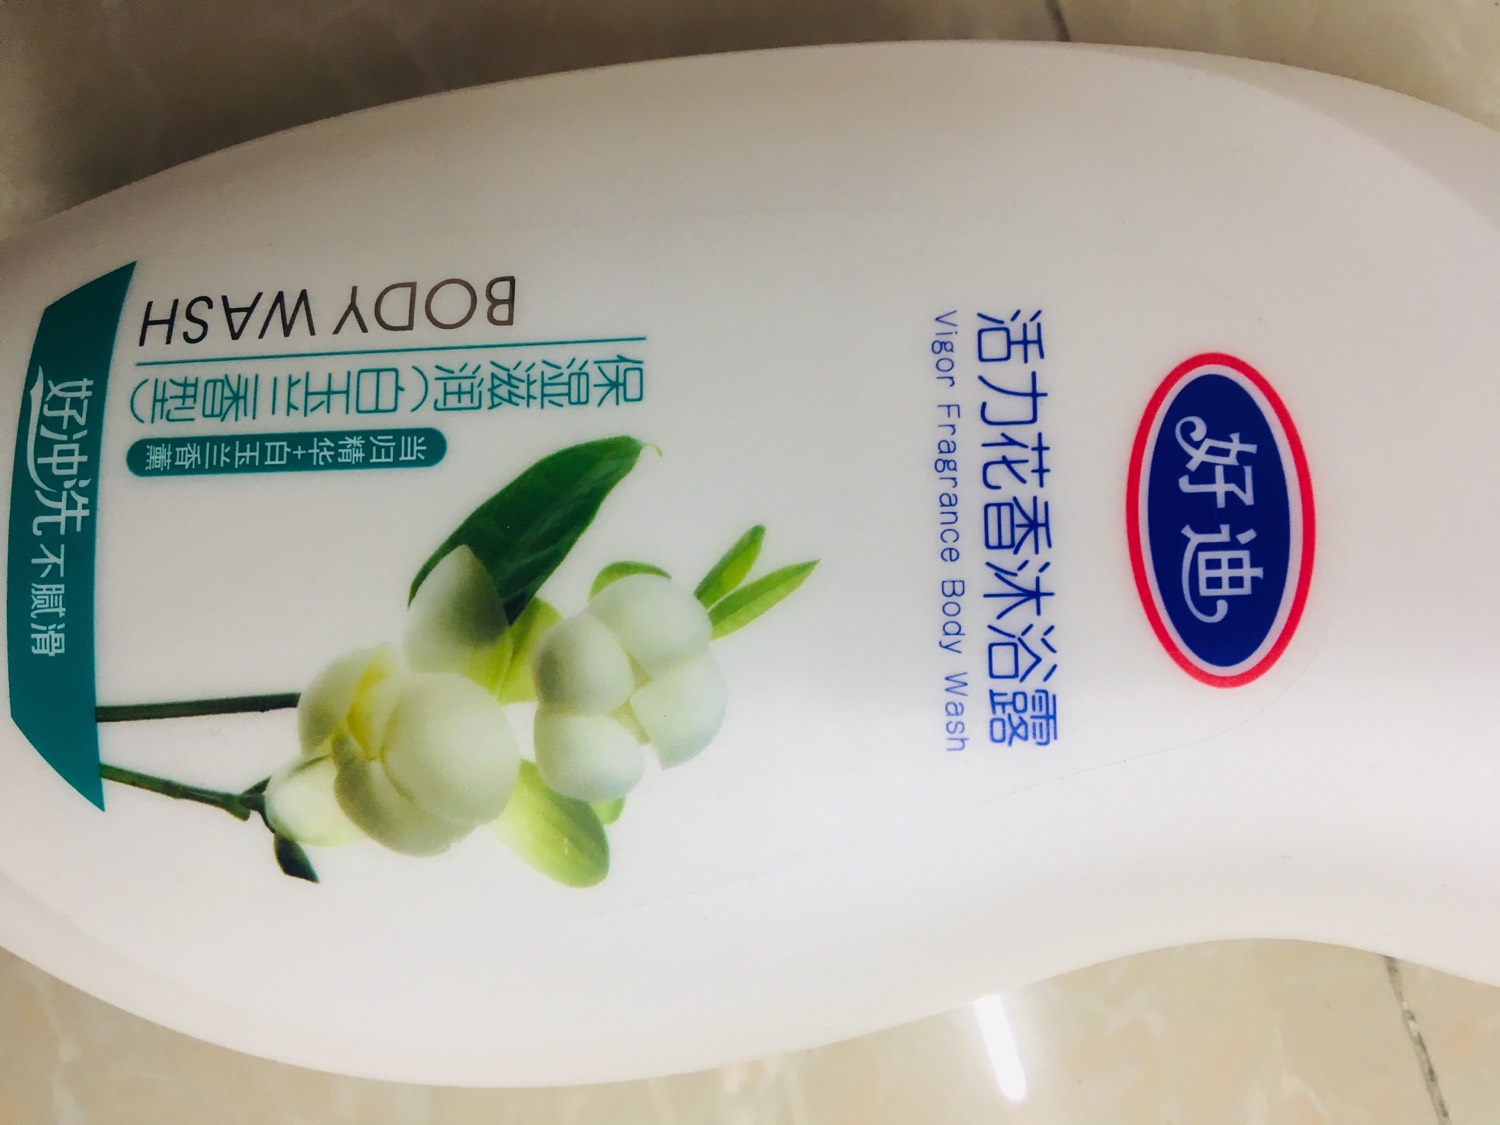 好迪
活力花香沐浴露
Vigor Fragrance Body Wash
BODY WASH
保湿滋润(白玉兰香型)
当归精华+白玉兰香薰
好冲洗 不腻滑